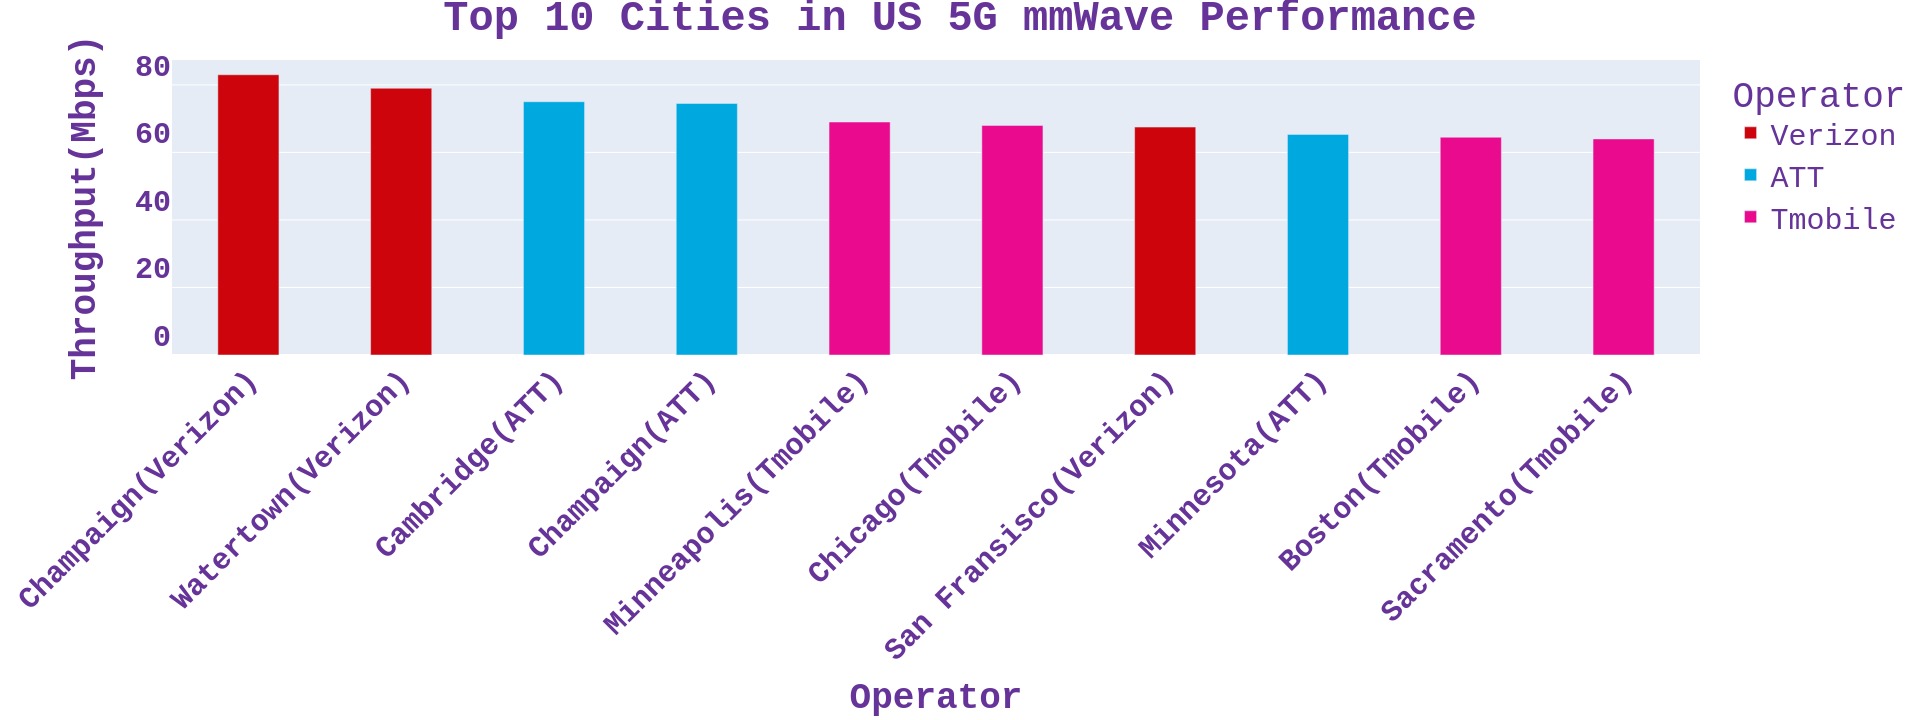 Top 10 Cities in US 5G mmWave Performance
Throughput(Mbps)
80
60
40
20
0
Champaign(Verizon)
Watertown(Verizon)
Cambridge(ATT)
Champaign(ATT)
Minneapolis(Tmobile)
Chicago(Tmobile)
San Fransisco(Verizon)
Minnesota(ATT)
Boston(Tmobile)
Sacramento(Tmobile)
Operator
Operator
Verizon
ATT
Tmobile